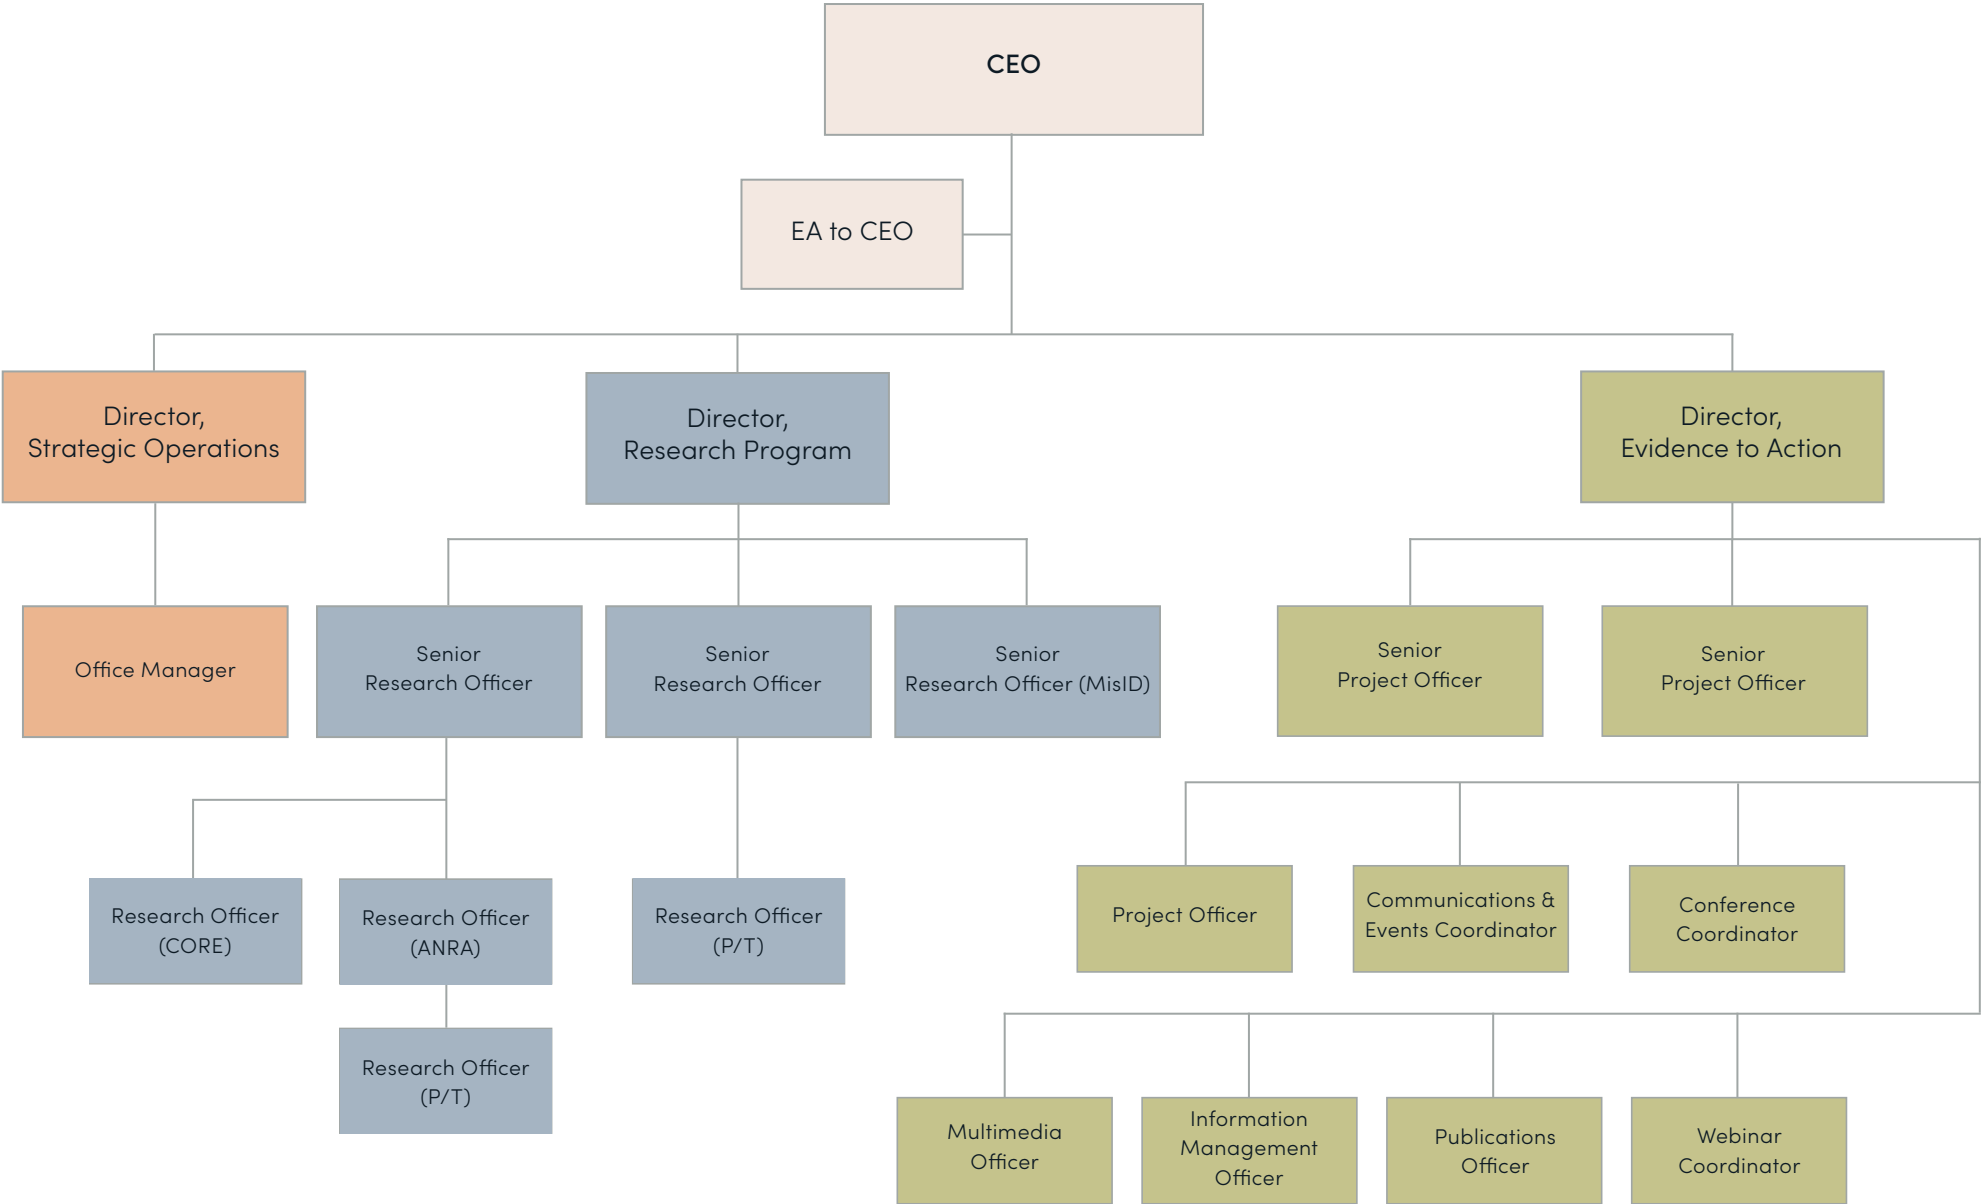 CEO
EA to CEO
Director,
Strategic Operations
Director,
Research Program
Director,
Evidence to Action
Office Manager
Senior
Research Officer
Senior
Research Officer
Senior
Research Officer (MisID)
Senior
Project Officer
Senior
Project Officer
Research Officer
(CORE)
Research Officer
(ANRA)
Research Officer
(P/T)
Project Officer
Communications &
Events Coordinator
Conference
Coordinator
Research Officer
(P/T)
Multimedia
Officer
Information
Management
Officer
Publications
Officer
Webinar
Coordinator